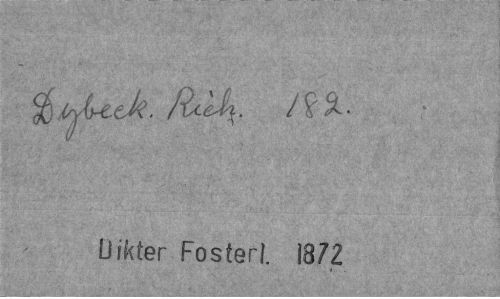 Dybeck. Rich. 182.
Dikter Fosterl. 1872